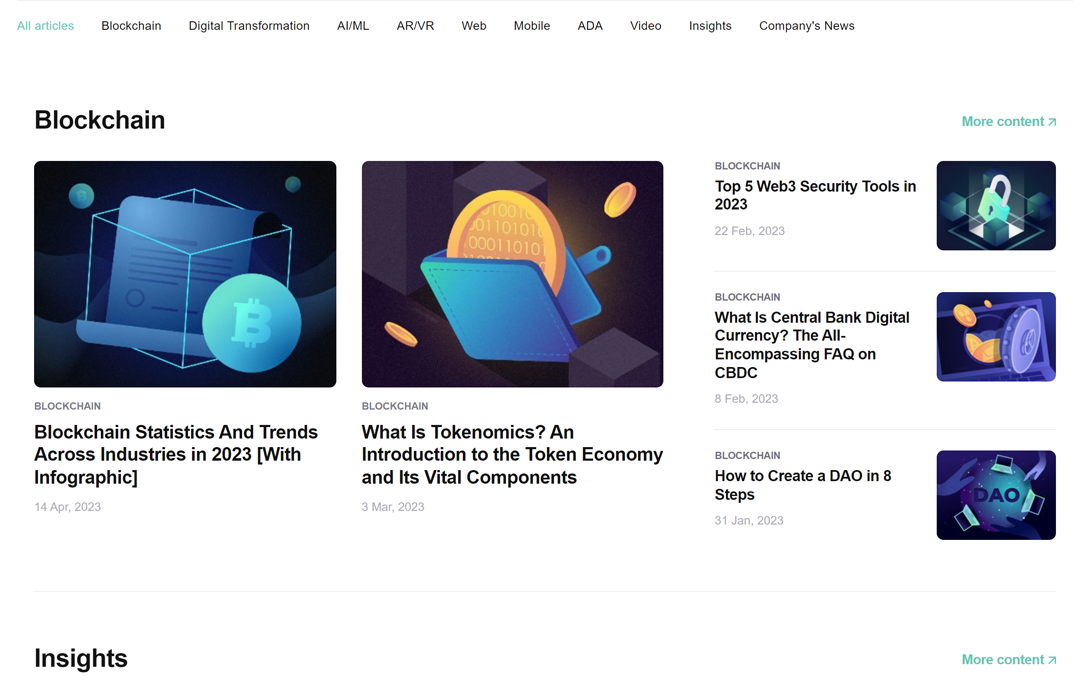 All articles Blockchain Digital Transformation AI/ML AR/VR Web Mobile ADA Video Insights Company's News
Blockchain
More content
BLOCKCHAIN
Blockchain Statistics And Trends
Across Industries in 2023 [With
Infographic]
14 Apr, 2023
BLOCKCHAIN
What Is Tokenomics? An
Introduction to the Token Economy
and Its Vital Components
3 Mar, 2023
BLOCKCHAIN
Top 5 Web3 Security Tools in
2023
22 Feb, 2023
BLOCKCHAIN
What Is Central Bank Digital
Currency? The All-
Encompassing FAQ on
CBDC
8 Feb, 2023
BLOCKCHAIN
How to Create a DAO in 8
Steps
31 Jan, 2023
DAO
Insights
More content